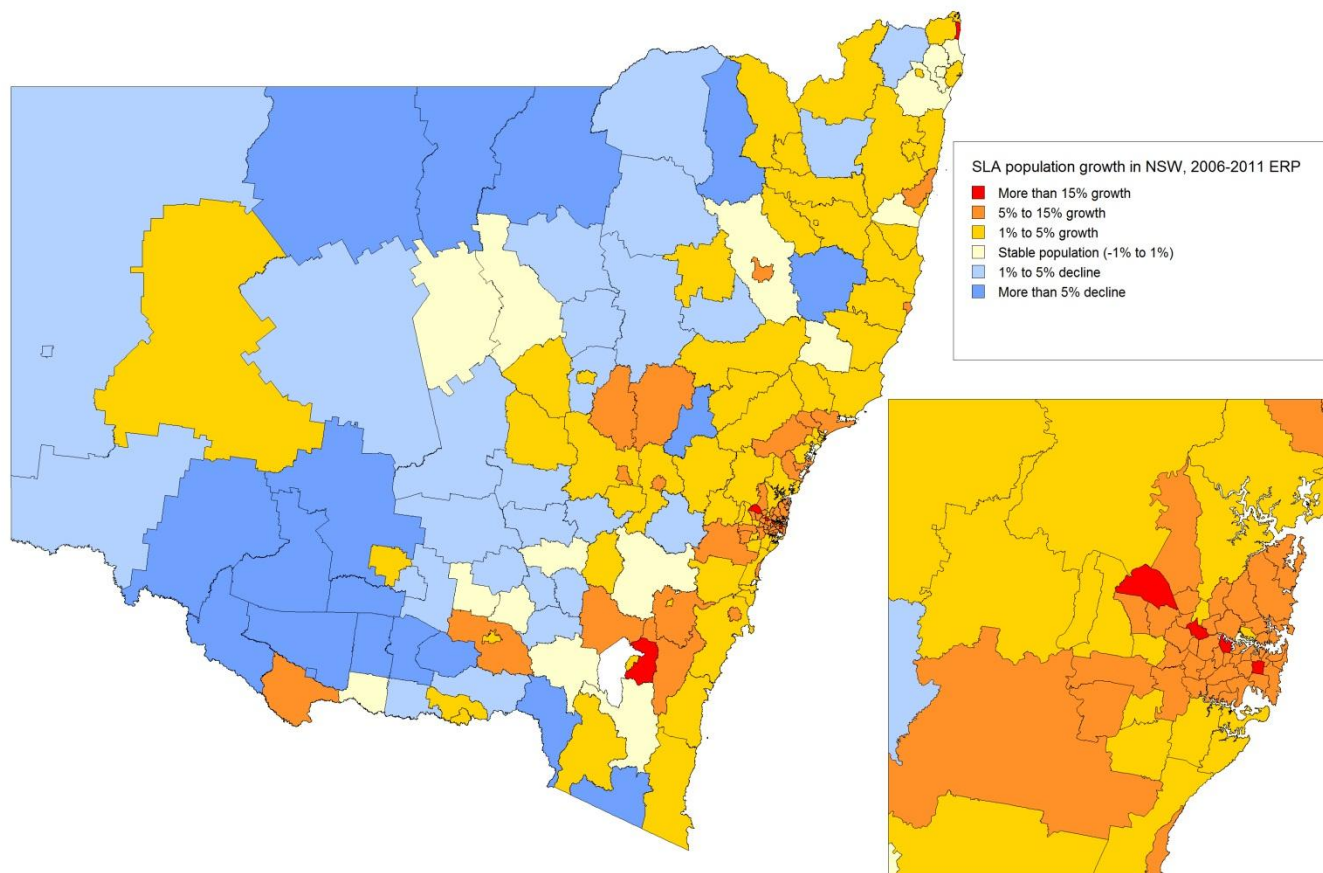 SLA population growth in NSW, 2006-2011 ERP
More than 15% growth
5% to 15% growth
1% to 5% growth
Stable population (-1% to 1%)
1% to 5% decline
More than 5% decline